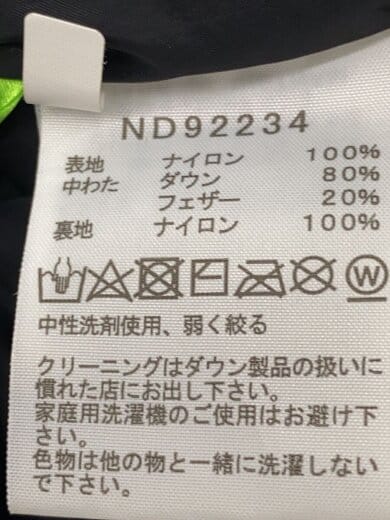 ND92234
表地 ナイロン 100%
中わた ダウン 80%
フェザー 20%
裏地 ナイロン 100%
W
中性洗剤使用、弱く絞る
クリーニングはダウン製品の扱いに
慣れた店にお出し下さい。
家庭用洗濯機のご使用はお避け下
さい。
色物は他の物と一緒に洗濯しない
で下さい。